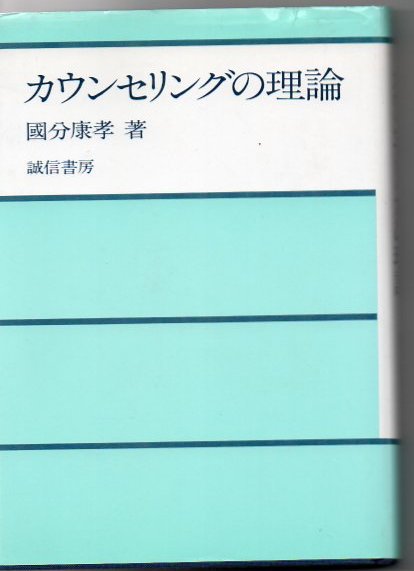 カウンセリングの理論
國分康孝 著
誠信書房